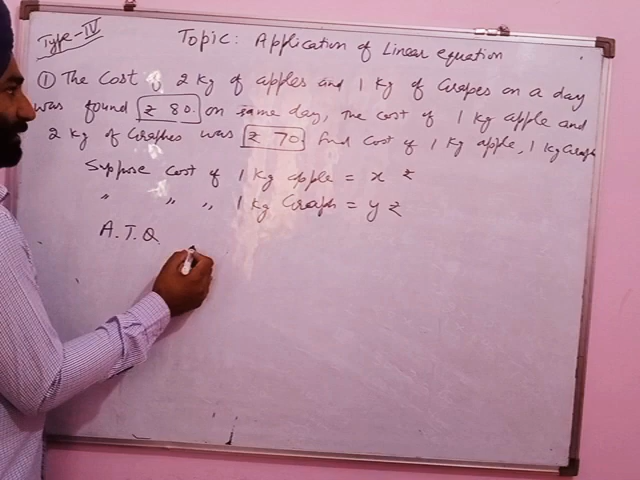 Type-IV
Topic: Application of Linear equation
① The Cost of 2 Kg of apples and 1 Kg of Grapes on a day
was found ₹ 80. on same day, the cost of 1 Kg apple and
2 Kg of Graphes was ₹ 70. find cost of 1 Kg apple, 1 Kg Graph
Suppose Cost of 1 Kg apple = x ₹
" " " 1 Kg Graph = y ₹
A.T.Q.